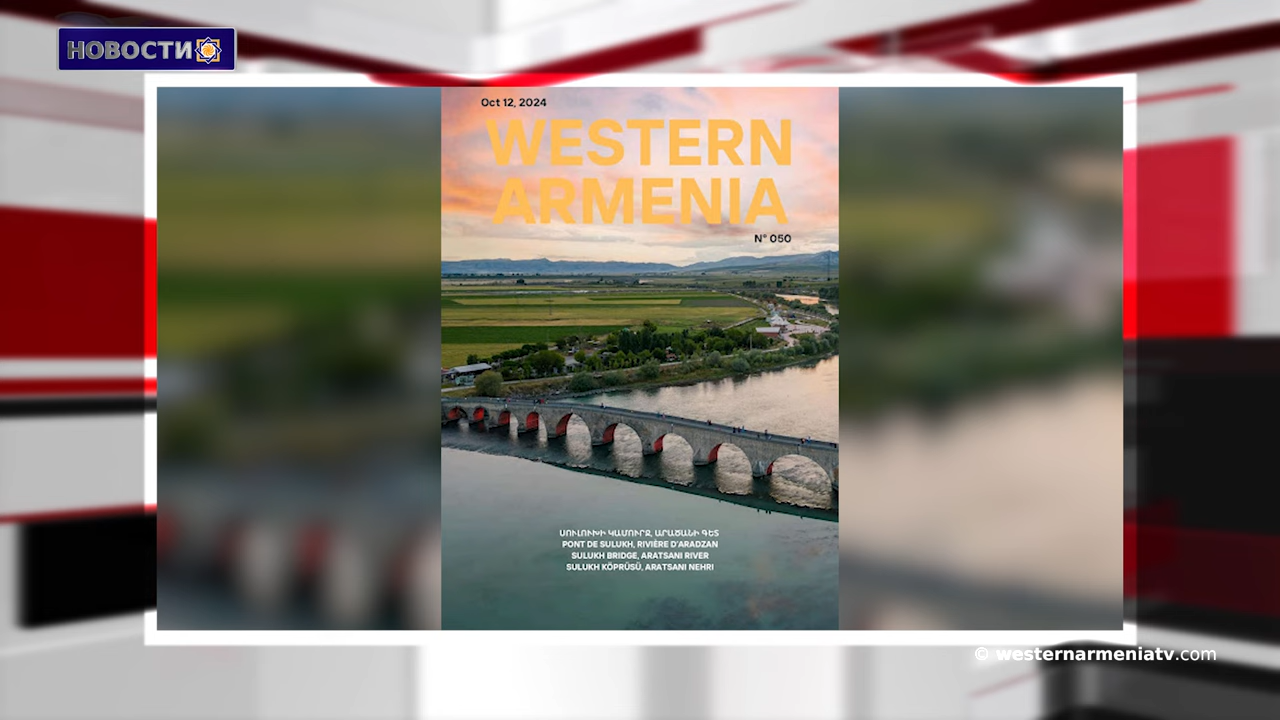 НОВОСТИ
Oct 12, 2024
WESTERN
ARMENIA
N° 050
ՍՈՒԼՈՒԽԻ ԿԱՄՈՒՐՋ, ԱՐԱԾԱՆԻ ԳԵՏ
PONT DE SULUKH, RIVIÈRE D'ARADZAN
SULUKH BRIDGE, ARATSANI RIVER
SULUKH KÖPRÜSÜ, ARATSANI NEHRI
© westernarmeniatv.com